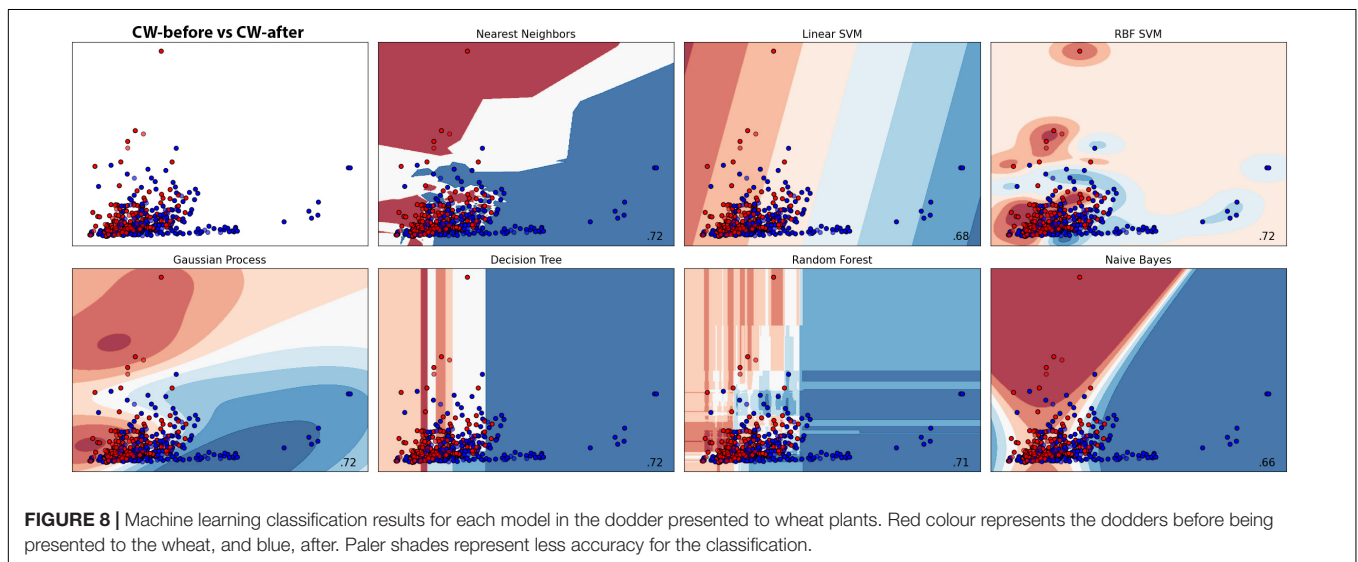 CW-before vs CW-after
Nearest Neighbors
Linear SVM
RBF SVM
.72
.68
.72
Gaussian Process
Decision Tree
Random Forest
Naive Bayes
.72
.72
.71
.66
FIGURE 8 | Machine learning classification results for each model in the dodder presented to wheat plants. Red colour represents the dodders before being
presented to the wheat, and blue, after. Paler shades represent less accuracy for the classification.